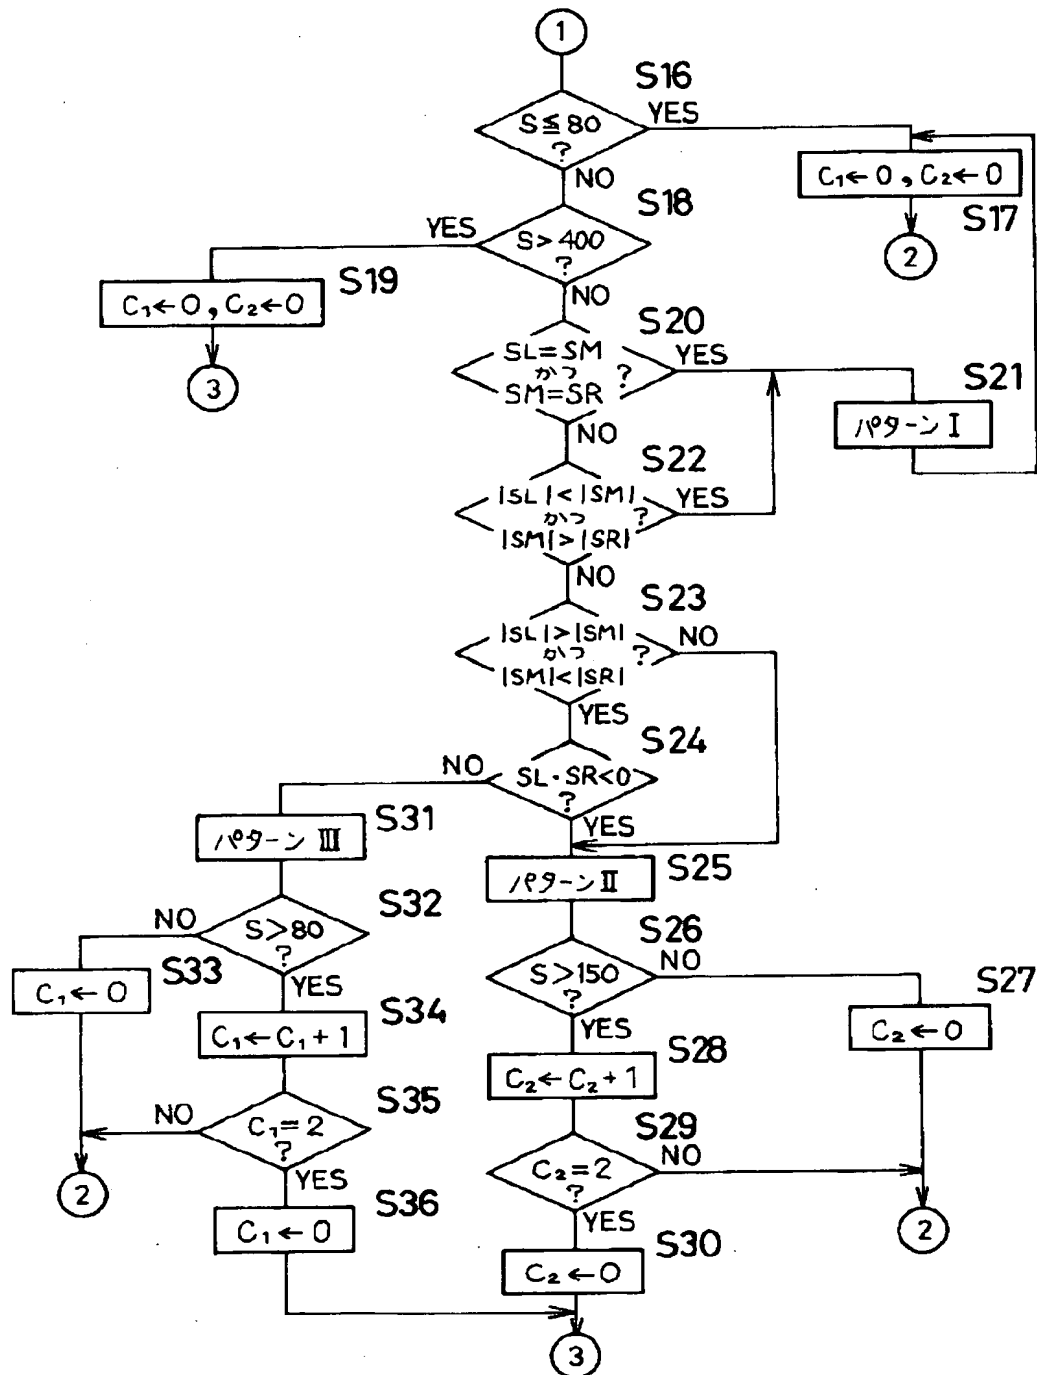 1
S16
S≦80
?
YES
NO
C₁←0, C₂←0
S17
2
S18
YES
S>400
?
NO
S19
C₁←0, C₂←0
3
S20
SL=SM
かつ
SM=SR
?
YES
NO
S21
パターンI
S22
|SL|<|SM|
かつ
|SM|>|SR|
?
YES
NO
S23
|SL|>|SM|
かつ
|SM|<|SR|
?
NO
YES
S24
NO
SL・SR<0
?
YES
S31
パターンIII
S25
パターンII
S32
NO
S>80
?
YES
S33
C₁←0
S34
C₁←C₁+1
S35
NO
C₁=2
?
YES
2
S36
C₁←0
S26
S>150
?
NO
YES
S27
C₂←0
S28
C₂←C₂+1
S29
C₂=2
?
NO
YES
2
S30
C₂←0
3